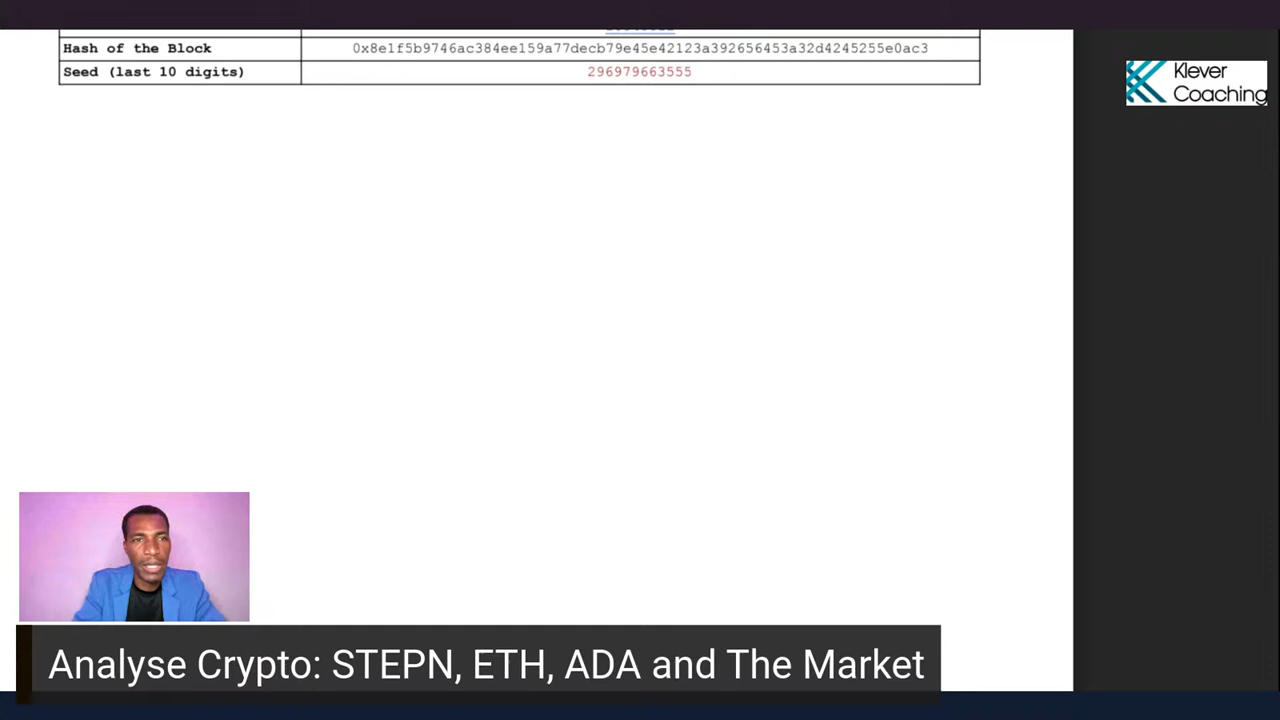 Hash of the Block 0x8e1f5b9746ac384ee159a77decb79e45e42123a392656453a32d4245255e0ac3
Seed (last 10 digits) 296979663555
Klever
Coaching
Analyse Crypto: STEPN, ETH, ADA and The Market